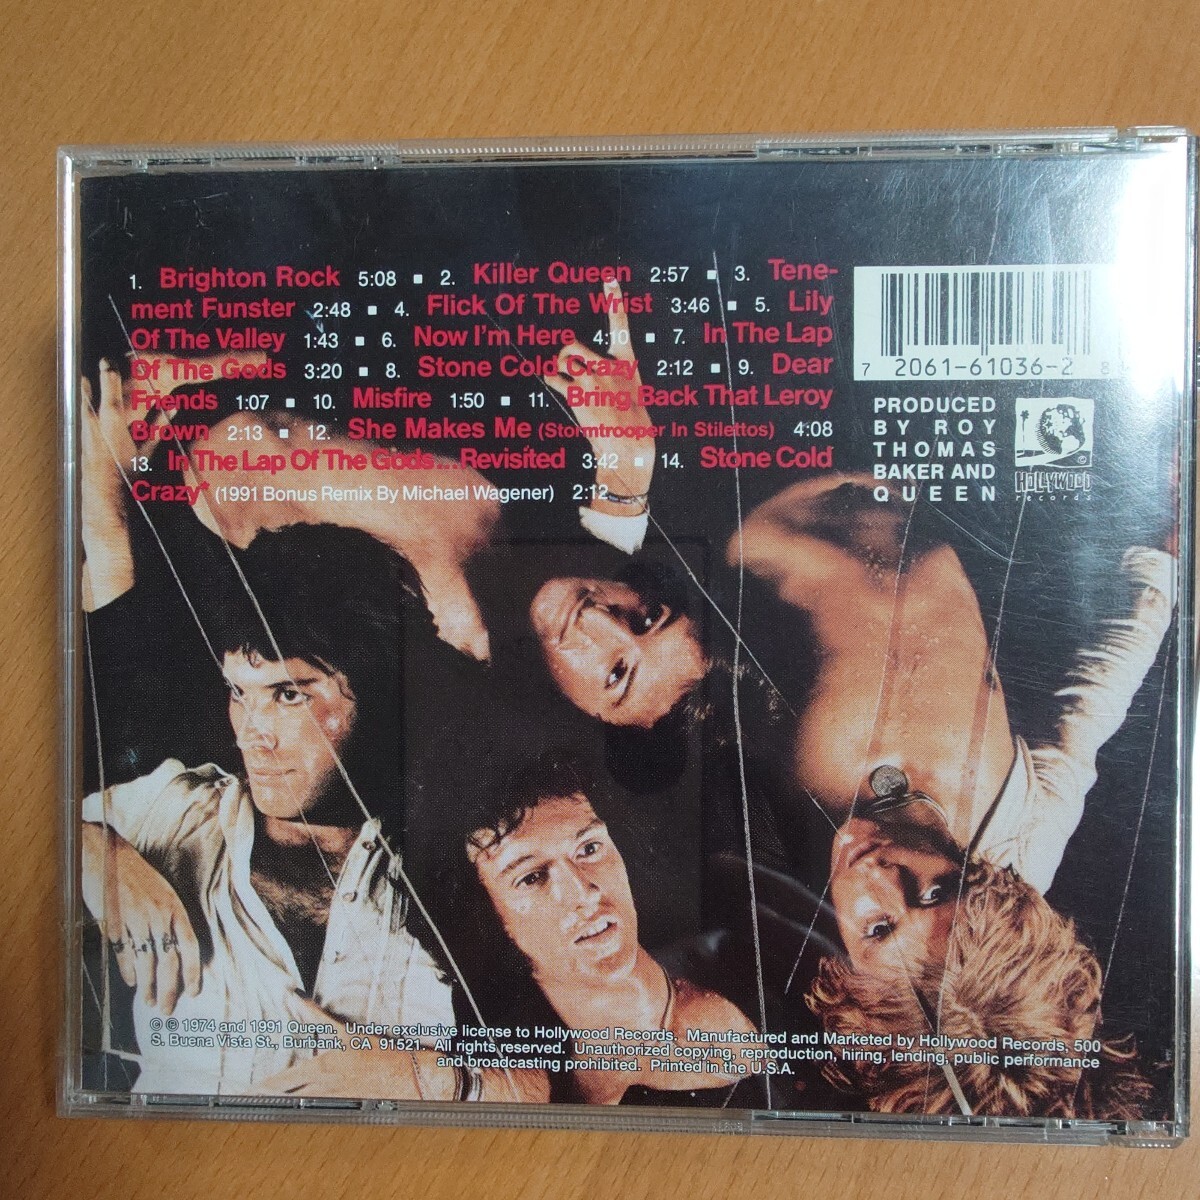 1. Brighton Rock 5:08 ▪ 2. Killer Queen 2:57 ▪ 3. Tene-
ment Funster 2:48 ▪ 4. Flick Of The Wrist 3:46 ▪ 5. Lily
Of The Valley 1:43 ▪ 6. Now I'm Here 4:10 ▪ 7. In The Lap
Of The Gods 3:20 ▪ 8. Stone Cold Crazy 2:12 ▪ 9. Dear
Friends 1:07 ▪ 10. Misfire 1:50 ▪ 11. Bring Back That Leroy
Brown 2:13 ▪ 12. She Makes Me (Stormtrooper In Stilettos) 4:08
13. In The Lap Of The Gods...Revisited 3:42 ▪ 14. Stone Cold
Crazy* (1991 Bonus Remix By Michael Wagener) 2:12
7 2061-61036-2
PRODUCED
BY ROY
THOMAS
BAKER AND
QUEEN
©
HOLLYWOOD
records
© ℗ 1974 and 1991 Queen. Under exclusive license to Hollywood Records. Manufactured and Marketed by Hollywood Records, 500
S. Buena Vista St., Burbank, CA 91521. All rights reserved. Unauthorized copying, reproduction, hiring, lending, public performance
and broadcasting prohibited. Printed in the U.S.A.